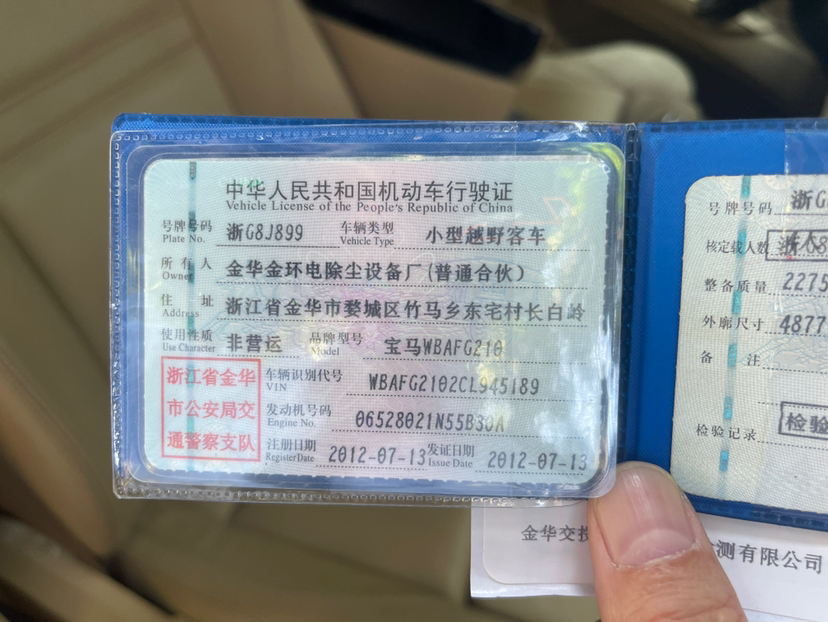 中华人民共和国机动车行驶证
Vehicle License of the People's Republic of China
号牌号码 浙G8J899 车辆类型 小型越野客车
Plate No. Vehicle Type
所有人 金华金环电除尘设备厂(普通合伙)
Owner
住址 浙江省金华市婺城区竹马乡东宅村长白岭
Address
使用性质 非营运 品牌型号 宝马WBAFG210
Use Character Model
浙江省金华
市公安局交
通警察支队
车辆识别代号 WBAFG2102CL945189
VIN
发动机号码 06528021N55B30A
Engine No.
注册日期 2012-07-13 发证日期 2012-07-13
Register Date Issue Date
号牌号码 浙G
核定载人数
整备质量 2275
外廓尺寸 4877
备注
检验记录 检验
金华交投
测有限公司